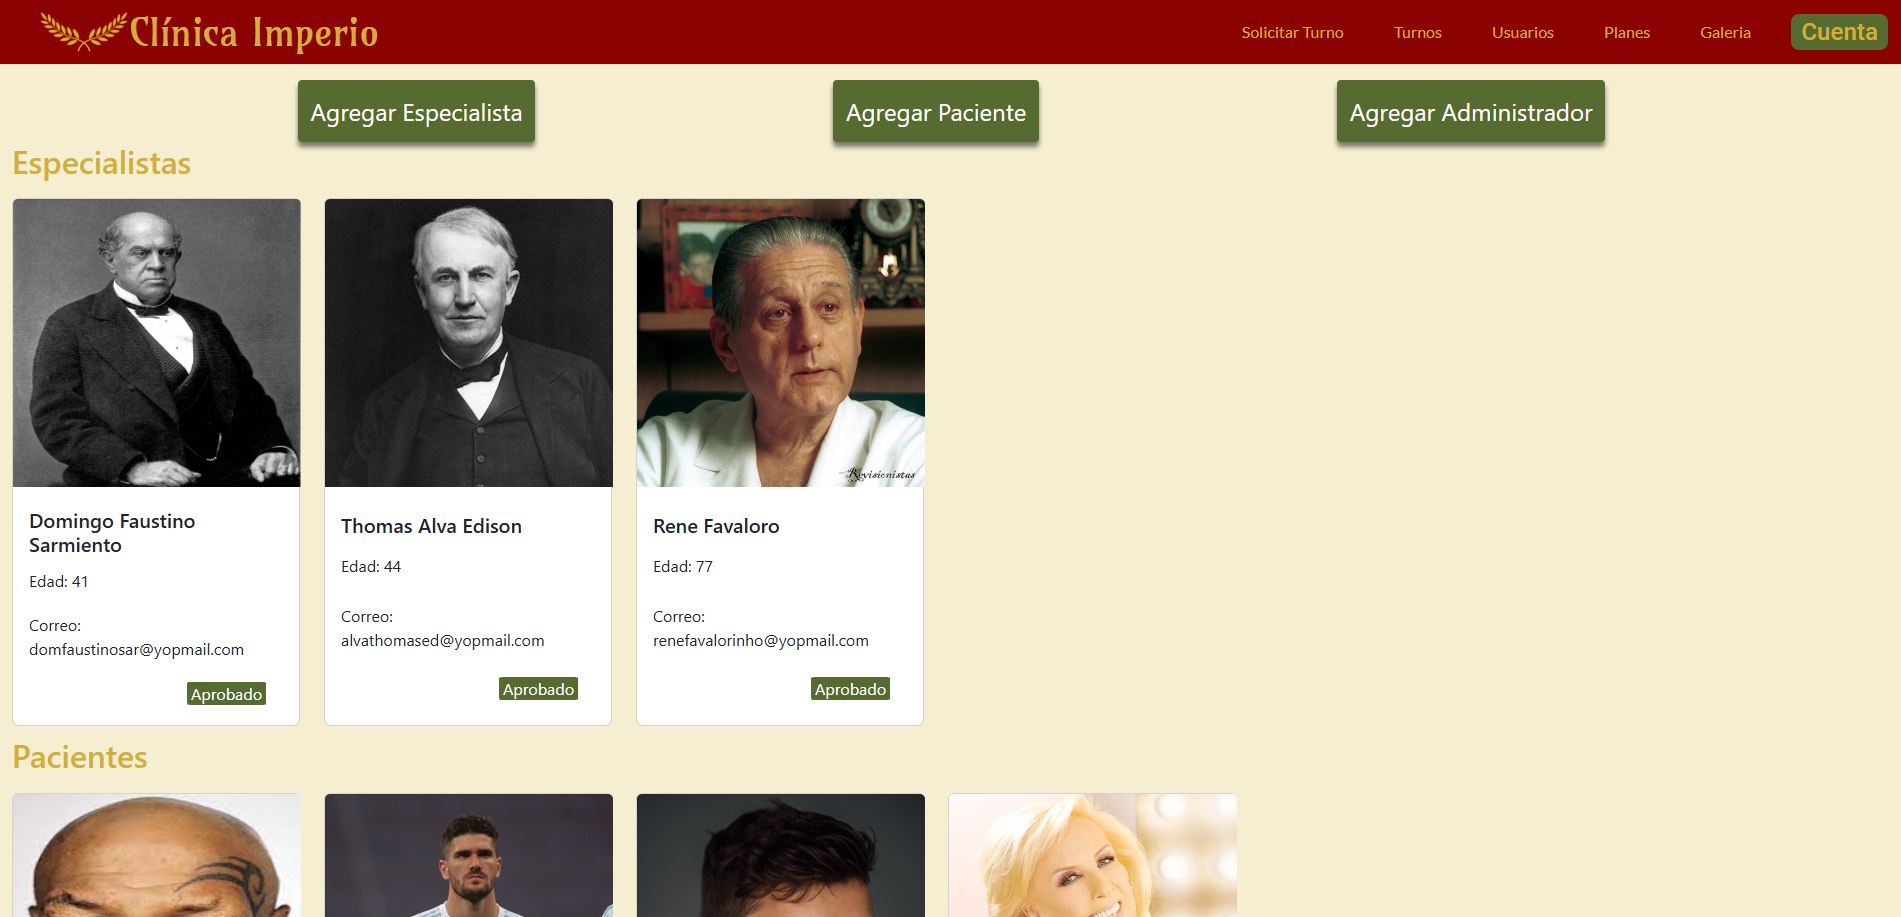 Clínica Imperio
Solicitar Turno
Turnos
Usuarios
Planes
Galeria
Cuenta
Agregar Especialista
Agregar Paciente
Agregar Administrador
Especialistas
Revisionistas
Domingo Faustino
Sarmiento
Edad: 41
Correo:
domfaustinosar@yopmail.com
Aprobado
Thomas Alva Edison
Edad: 44
Correo:
alvathomased@yopmail.com
Aprobado
Rene Favaloro
Edad: 77
Correo:
renefavalorinho@yopmail.com
Aprobado
Pacientes